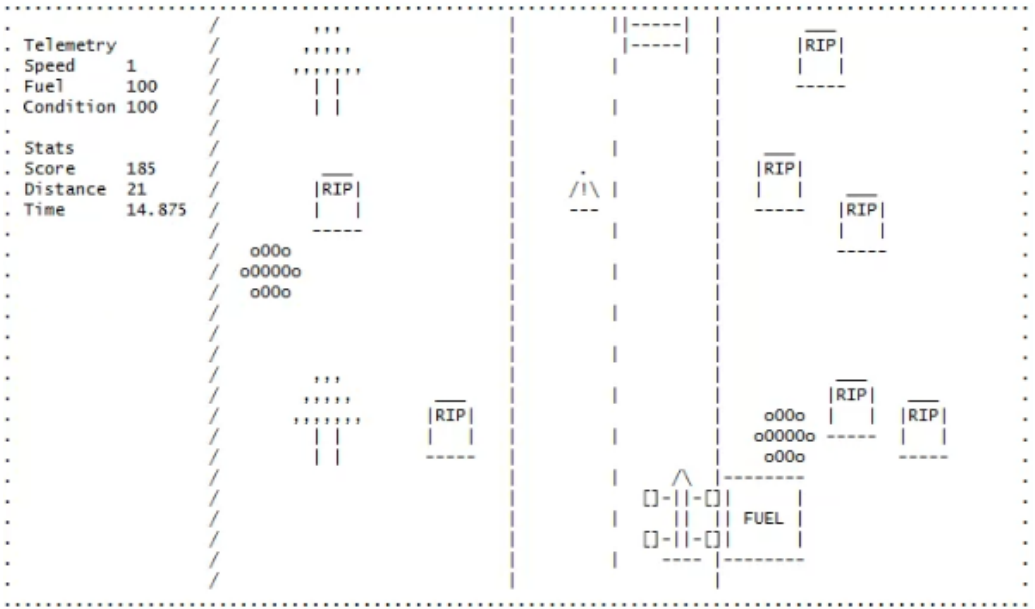 Telemetry
Speed 1
Fuel 100
Condition 100
Stats
Score 185
Distance 21
Time 14.875
RIP
RIP
RIP
RIP
RIP
RIP
RIP
FUEL